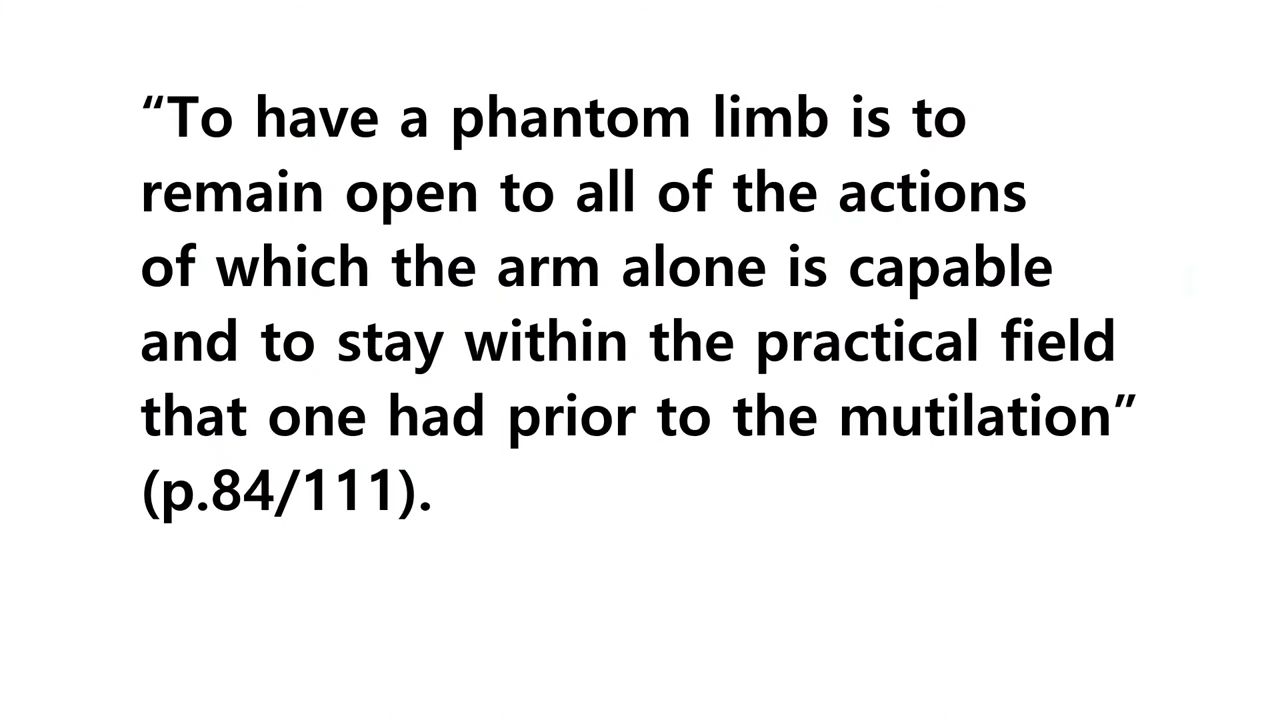 “To have a phantom limb is to
remain open to all of the actions
of which the arm alone is capable
and to stay within the practical field
that one had prior to the mutilation”
(p.84/111).